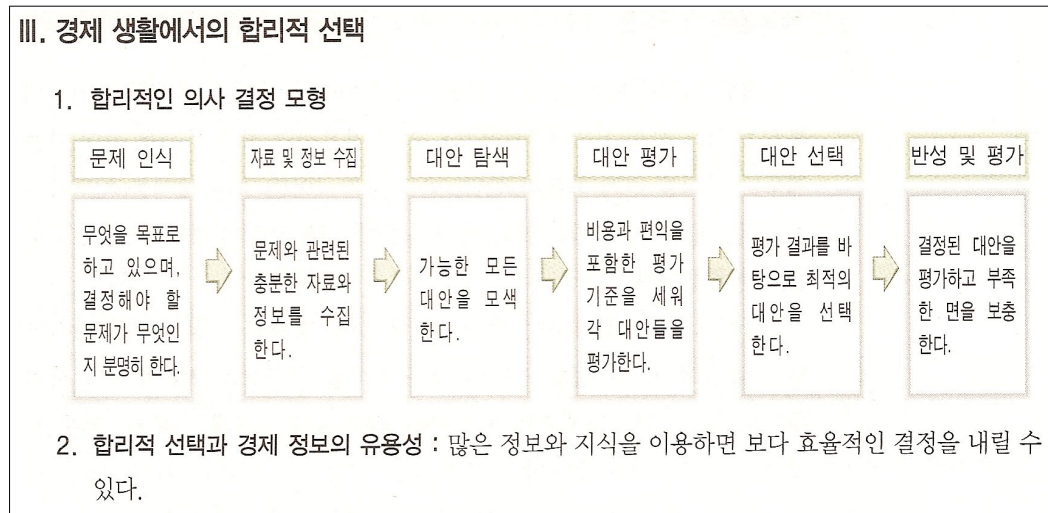 Ⅲ. 경제 생활에서의 합리적 선택
1. 합리적인 의사 결정 모형
문제 인식
무엇을 목표로
하고 있으며,
결정해야 할
문제가 무엇인
지 분명히 한다.
자료 및 정보 수집
문제와 관련된
충분한 자료와
정보를 수집
한다.
대안 탐색
가능한 모든
대안을 모색
한다.
대안 평가
비용과 편익을
포함한 평가
기준을 세워
각 대안들을
평가한다.
대안 선택
평가 결과를 바
탕으로 최적의
대안을 선택
한다.
반성 및 평가
결정된 대안을
평가하고 부족
한 면을 보충
한다.
2. 합리적 선택과 경제 정보의 유용성 : 많은 정보와 지식을 이용하면 보다 효율적인 결정을 내릴 수
있다.